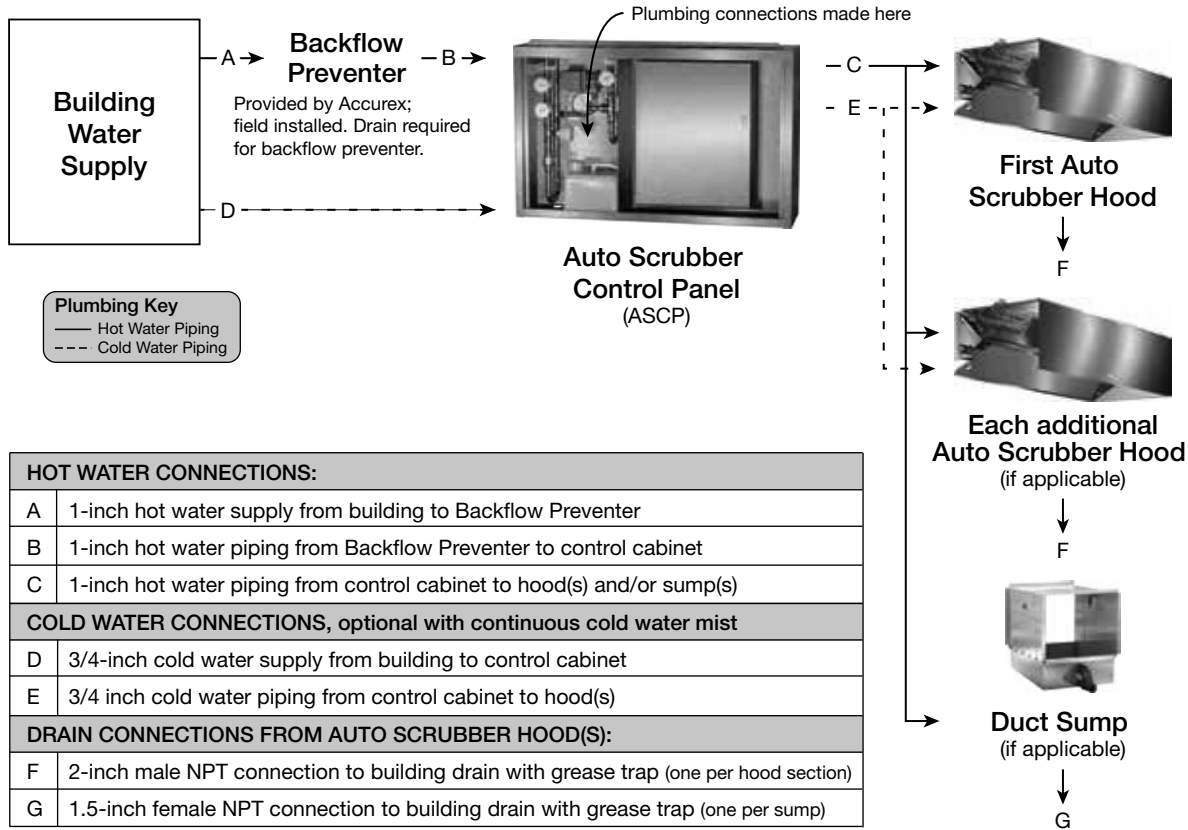 Plumbing connections made here
Building
Water
Supply
A
Backflow
Preventer
Provided by Accurex;
field installed. Drain required
for backflow preventer.
B
D
Auto Scrubber
Control Panel
(ASCP)
C
E
First Auto
Scrubber Hood
F
Each additional
Auto Scrubber Hood
(if applicable)
F
Duct Sump
(if applicable)
G
Plumbing Key
Hot Water Piping
Cold Water Piping
HOT WATER CONNECTIONS:
A 1-inch hot water supply from building to Backflow Preventer
B 1-inch hot water piping from Backflow Preventer to control cabinet
C 1-inch hot water piping from control cabinet to hood(s) and/or sump(s)
COLD WATER CONNECTIONS, optional with continuous cold water mist
D 3/4-inch cold water supply from building to control cabinet
E 3/4 inch cold water piping from control cabinet to hood(s)
DRAIN CONNECTIONS FROM AUTO SCRUBBER HOOD(S):
F 2-inch male NPT connection to building drain with grease trap (one per hood section)
G 1.5-inch female NPT connection to building drain with grease trap (one per sump)